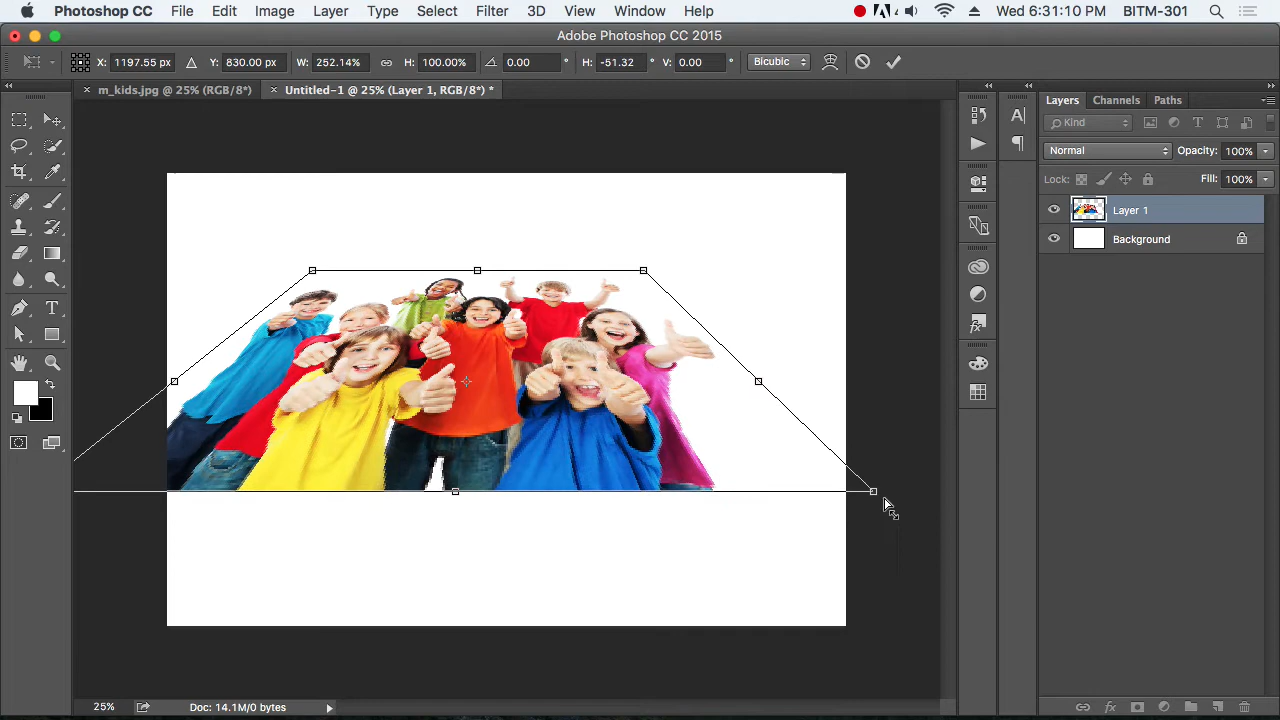 Photoshop CC File Edit Image Layer Type Select Filter 3D View Window Help 4 Wed 6:31:10 PM BITM-301
Adobe Photoshop CC 2015
X: 1197.55 px Y: 830.00 px W: 252.14% H: 100.00% 0.00 ° H: -51.32 ° V: 0.00 ° Bicubic
m_kids.jpg @ 25% (RGB/8*) Untitled-1 @ 25% (Layer 1, RGB/8*) *
Layers Channels Paths
Kind
Normal Opacity: 100%
Lock: Fill: 100%
Layer 1
Background
25% Doc: 14.1M/0 bytes